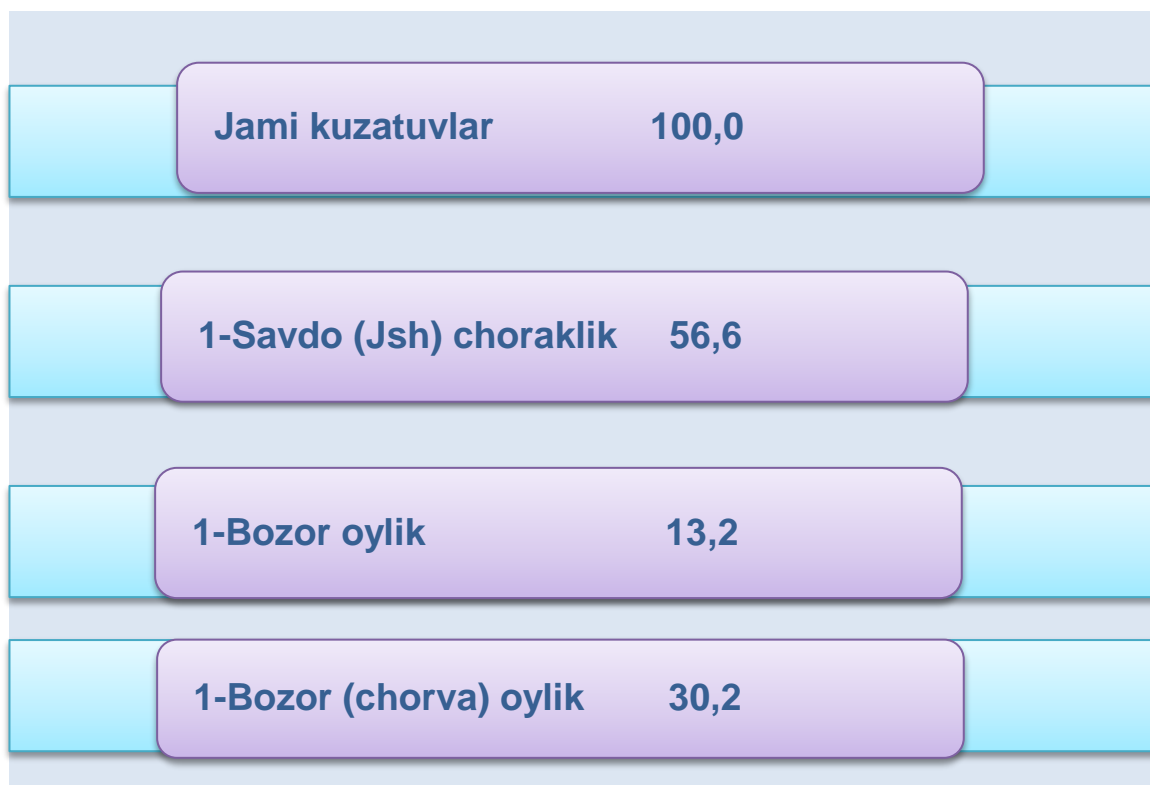 Jami kuzatuvlar 100,0
1-Savdo (Jsh) choraklik 56,6
1-Bozor oylik 13,2
1-Bozor (chorva) oylik 30,2